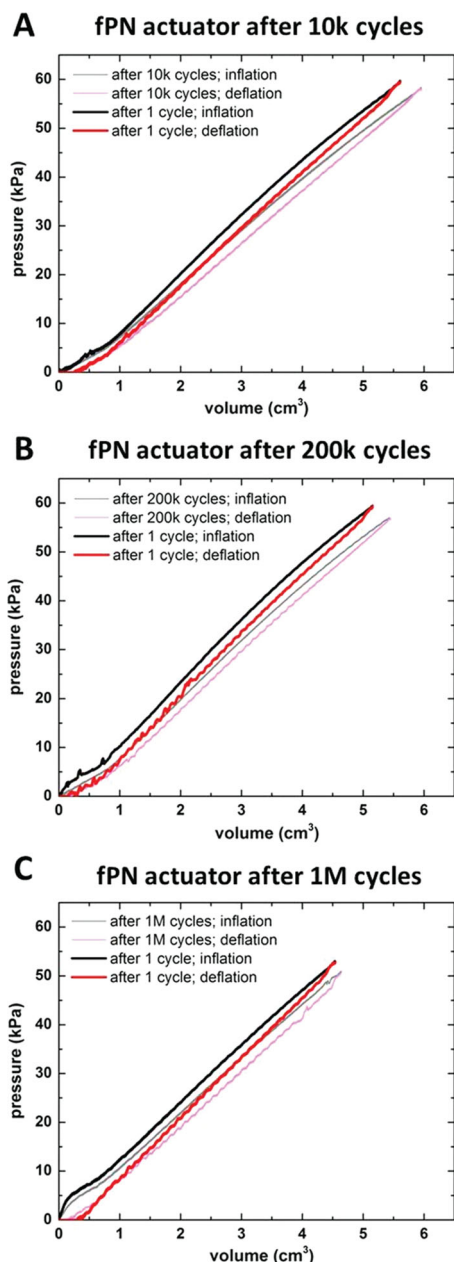 A
fPN actuator after 10k cycles
after 10k cycles; inflation
after 10k cycles; deflation
after 1 cycle; inflation
after 1 cycle; deflation
60
50
40
30
20
10
0
pressure (kPa)
0 1 2 3 4 5 6
volume (cm³)
B
fPN actuator after 200k cycles
after 200k cycles; inflation
after 200k cycles; deflation
after 1 cycle; inflation
after 1 cycle; deflation
60
50
40
30
20
10
0
pressure (kPa)
0 1 2 3 4 5 6
volume (cm³)
C
fPN actuator after 1M cycles
after 1M cycles; inflation
after 1M cycles; deflation
after 1 cycle; inflation
after 1 cycle; deflation
60
50
40
30
20
10
0
pressure (kPa)
0 1 2 3 4 5 6
volume (cm³)